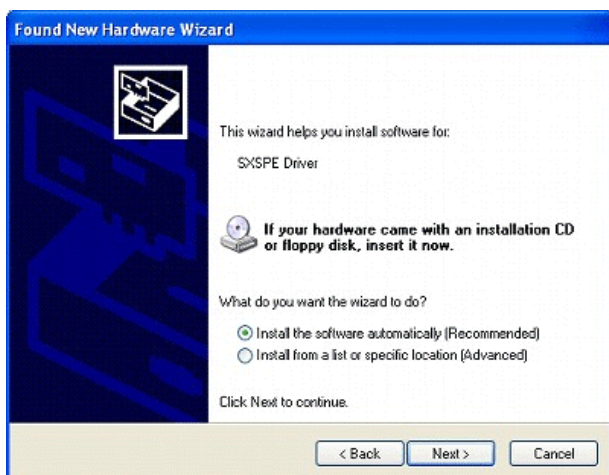 Found New Hardware Wizard
This wizard helps you install software for:
SXSPE Driver
If your hardware came with an installation CD
or floppy disk, insert it now.
What do you want the wizard to do?
Install the software automatically (Recommended)
Install from a list or specific location (Advanced)
Click Next to continue.
< Back
Next >
Cancel